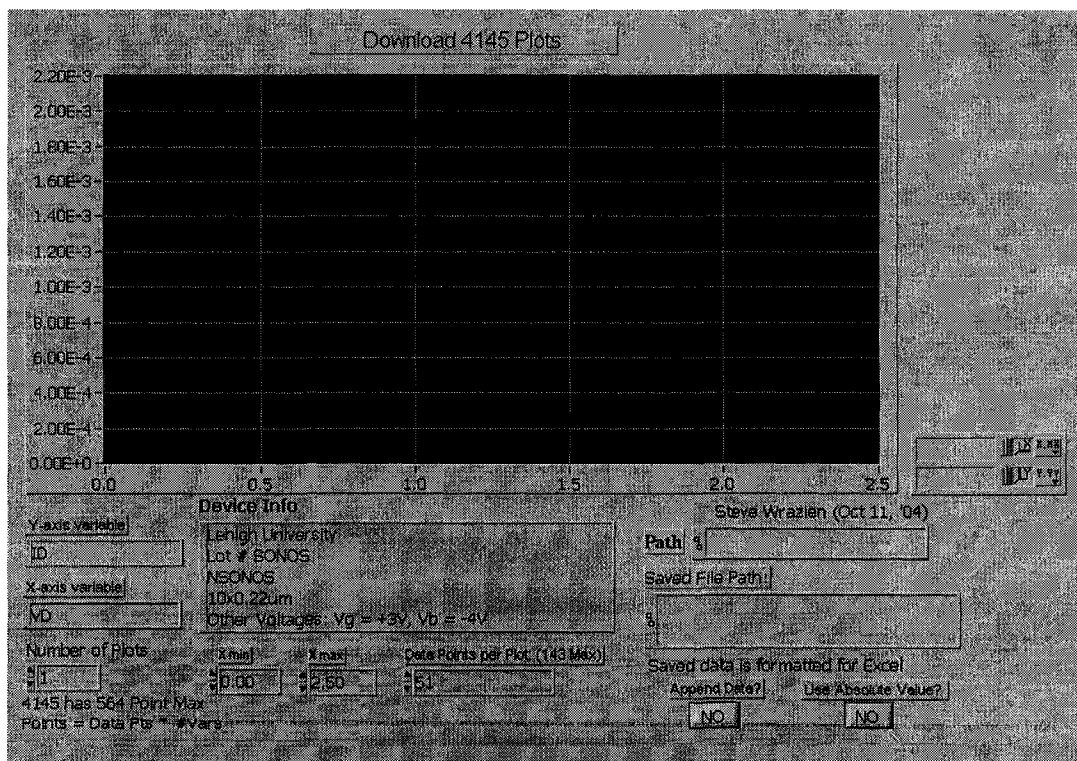 Download 4145 Plots
2.20E-3
2.00E-3
1.80E-3
1.60E-3
1.40E-3
1.20E-3
1.00E-3
8.00E-4
6.00E-4
4.00E-4
2.00E-4
0.00E+0
0.0 0.5 1.0 1.5 2.0 2.5
Y-axis variable
ID
X-axis variable
VD
Device Info
Lehigh University
Lot # SONOS
NSONOS
10x0.22um
Other Voltages: Vg = +3V, Vb = -4V
Steve Wrazien (Oct 11, '04)
Path %
Saved File Path:
%
Number of Plots
1
X min
0.00
X max
2.50
Data Points per Plot: (143 Max)
51
4145 has 564 Point Max
Points = Data Pts * #Vars
Saved data is formatted for Excel
Append Data?
NO
Use Absolute Value?
NO